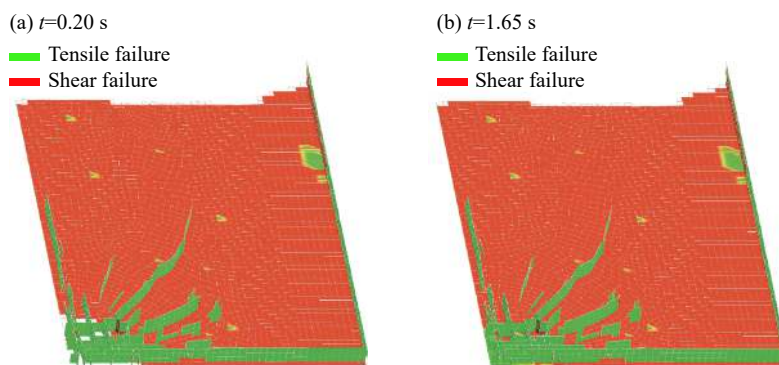 (a) t=0.20 s
Tensile failure
Shear failure
(b) t=1.65 s
Tensile failure
Shear failure